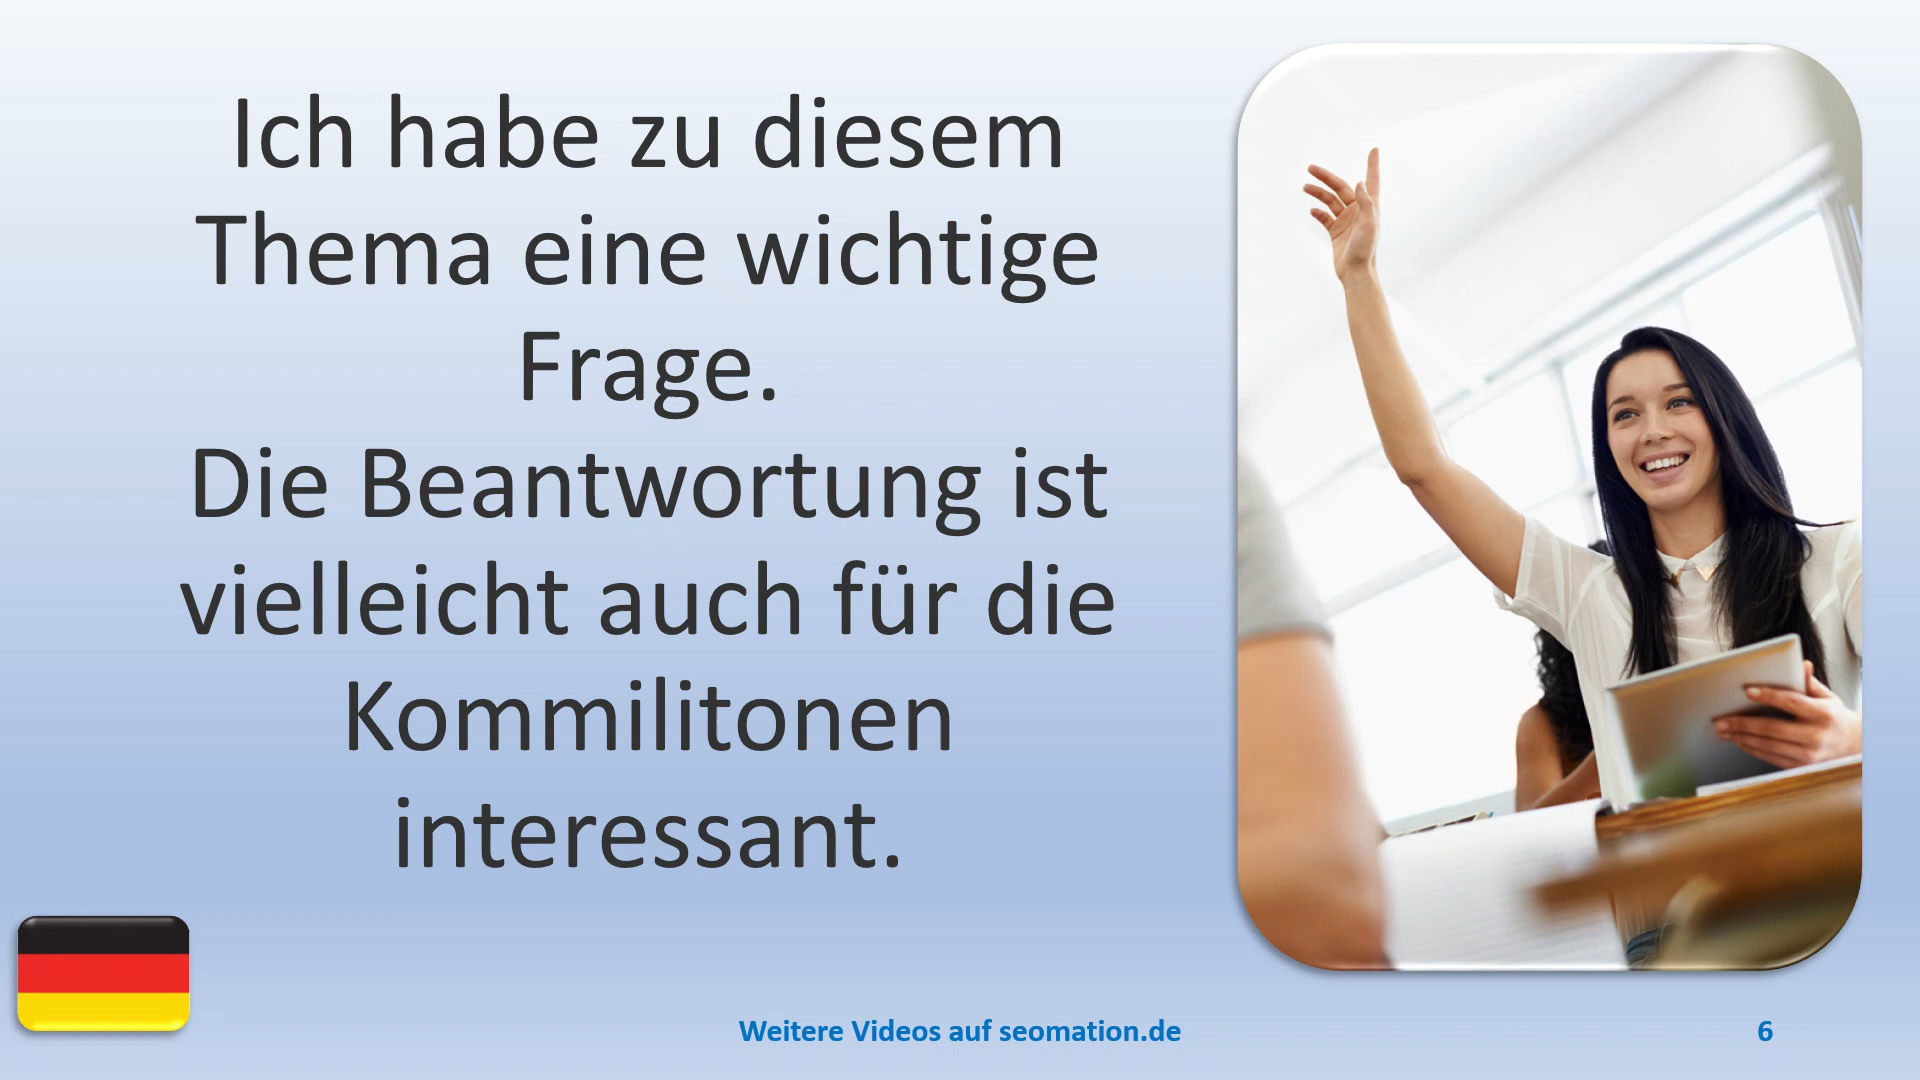 Ich habe zu diesem
Thema eine wichtige
Frage.
Die Beantwortung ist
vielleicht auch für die
Kommilitonen
interessant.
Weitere Videos auf seomation.de
6